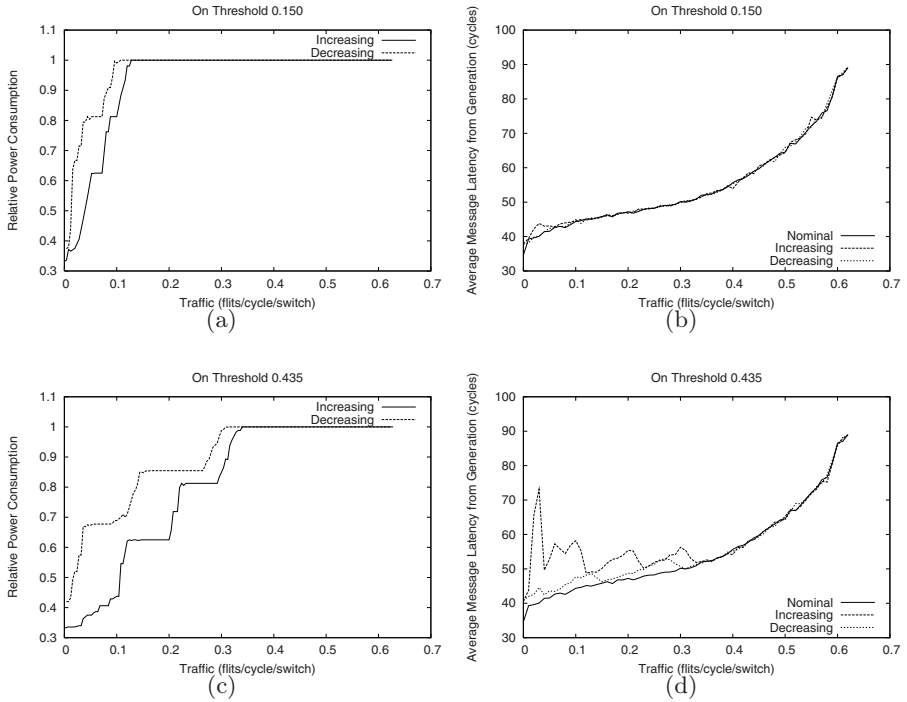 On Threshold 0.150
Relative Power Consumption
1.1
1
0.9
0.8
0.7
0.6
0.5
0.4
0.3
Increasing
Decreasing
0 0.1 0.2 0.3 0.4 0.5 0.6 0.7
Traffic (flits/cycle/switch)
(a)
On Threshold 0.150
Average Message Latency from Generation (cycles)
100
90
80
70
60
50
40
30
Nominal
Increasing
Decreasing
0 0.1 0.2 0.3 0.4 0.5 0.6 0.7
Traffic (flits/cycle/switch)
(b)
On Threshold 0.435
Relative Power Consumption
1.1
1
0.9
0.8
0.7
0.6
0.5
0.4
0.3
Increasing
Decreasing
0 0.1 0.2 0.3 0.4 0.5 0.6 0.7
Traffic (flits/cycle/switch)
(c)
On Threshold 0.435
Average Message Latency from Generation (cycles)
100
90
80
70
60
50
40
30
Nominal
Increasing
Decreasing
0 0.1 0.2 0.3 0.4 0.5 0.6 0.7
Traffic (flits/cycle/switch)
(d)